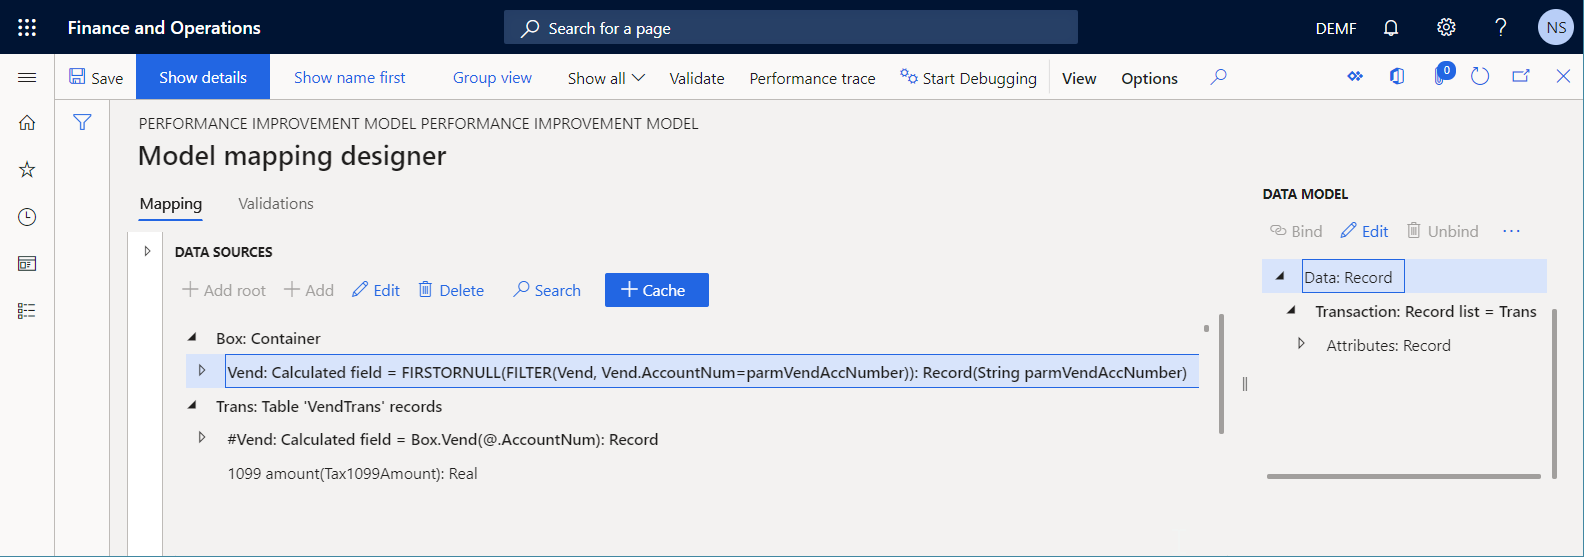 Finance and Operations
Search for a page
DEMF
?
NS
Save
Show details
Show name first
Group view
Show all
Validate
Performance trace
Start Debugging
View
Options
0
PERFORMANCE IMPROVEMENT MODEL PERFORMANCE IMPROVEMENT MODEL
Model mapping designer
Mapping
Validations
DATA SOURCES
Add root
Add
Edit
Delete
Search
Cache
Box: Container
Vend: Calculated field = FIRSTORNULL(FILTER(Vend, Vend.AccountNum=parmVendAccNumber)): Record(String parmVendAccNumber)
Trans: Table 'VendTrans' records
#Vend: Calculated field = Box.Vend(@.AccountNum): Record
1099 amount(Tax1099Amount): Real
DATA MODEL
Bind
Edit
Unbind
...
Data: Record
Transaction: Record list = Trans
Attributes: Record